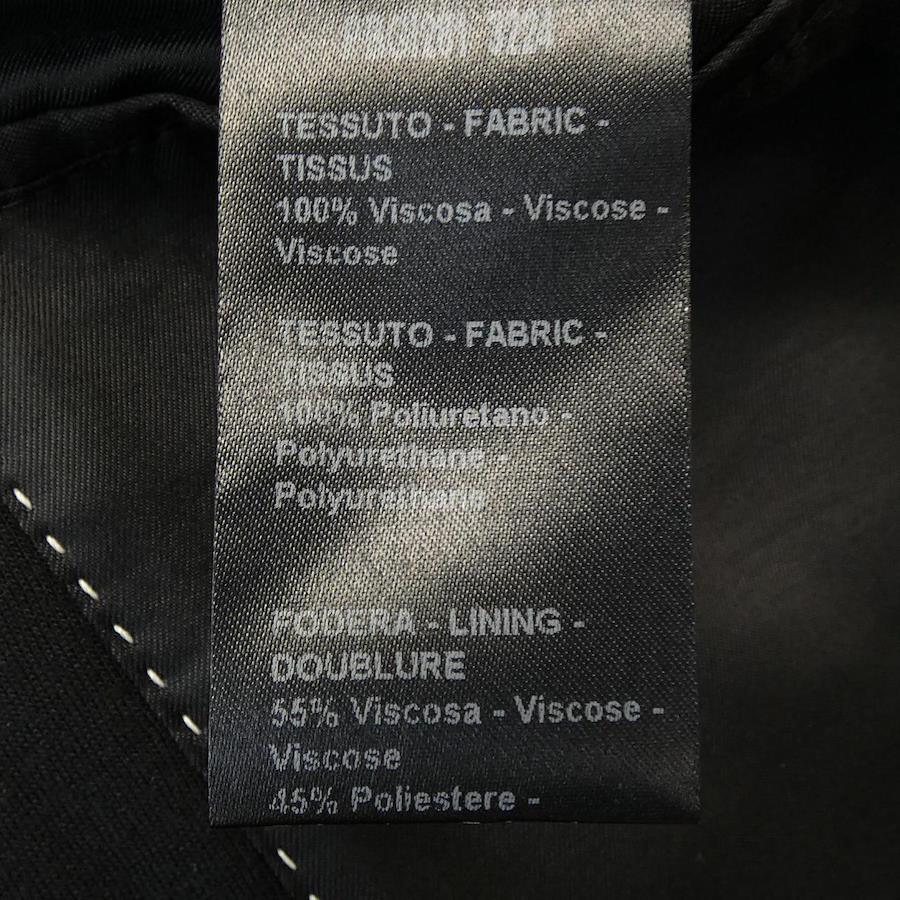 3224
TESSUTO - FABRIC -
TISSUS
100% Viscosa - Viscose -
Viscose
TESSUTO - FABRIC -
TISSUS
100% Poliuretano -
Polyurethane -
Polyurethane
FODERA - LINING -
DOUBLURE
55% Viscosa - Viscose -
Viscose
45% Poliestere -